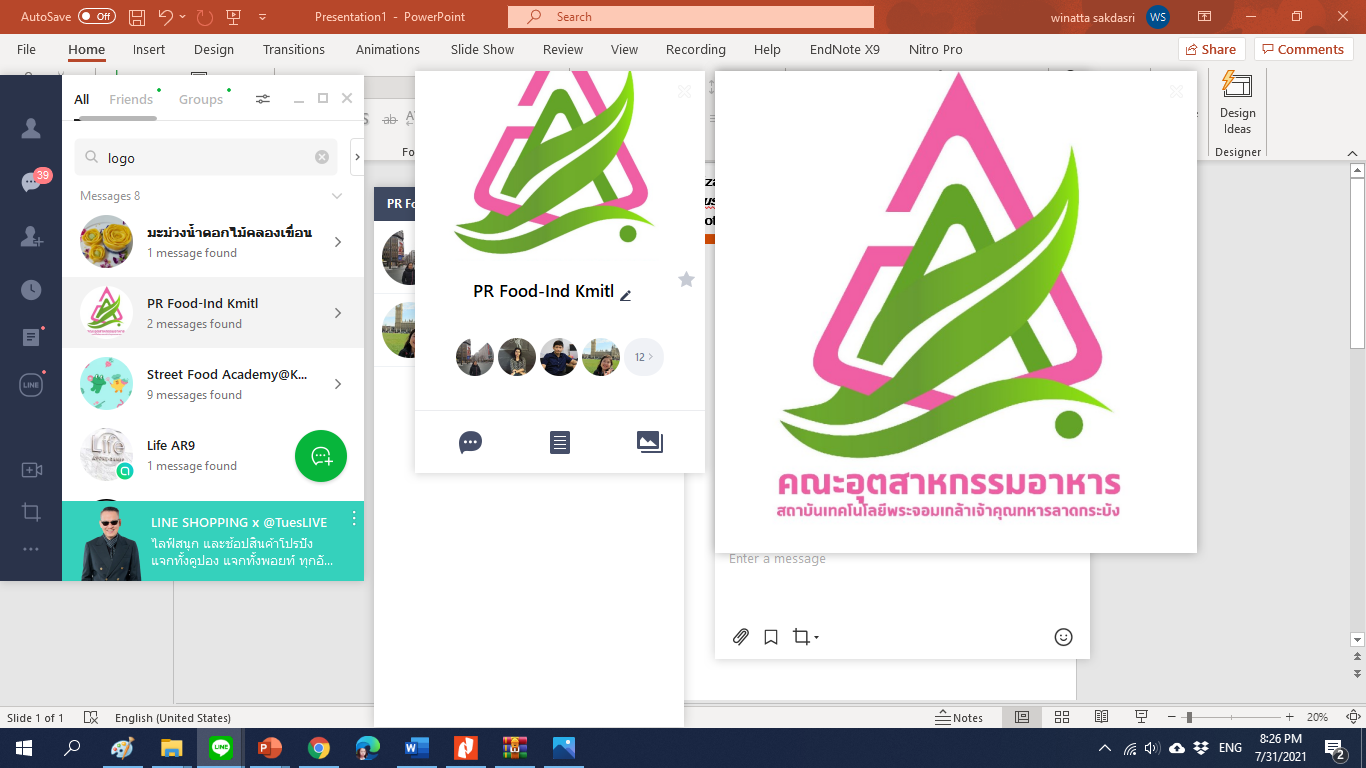 AutoSave Off
Presentation1 - PowerPoint
Search
winatta sakdasri WS
File Home Insert Design Transitions Animations Slide Show Review View Recording Help EndNote X9 Nitro Pro
Share
Comments
Design
Ideas
Designer
All Friends Groups
39
logo
Messages 8
มะม่วงน้ำดอกไม้คลองเขื่อน
1 message found
PR Food-Ind Kmitl
2 messages found
Street Food Academy@K...
9 messages found
Life AR9
1 message found
LINE
LINE SHOPPING x @TuesLIVE
ไลฟ์สนุก และช้อปสินค้าโปรปัง
แจกทั้งคูปอง แจกทั้งพอยท์ ทุกอั...
PR Fo
PR Food-Ind Kmitl
12
คณะอุตสาหกรรมอาหาร
สถาบันเทคโนโลยีพระจอมเกล้าเจ้าคุณทหารลาดกระบัง
Enter a message
Slide 1 of 1
English (United States)
Notes
20%
ENG
8:26 PM
7/31/2021
2